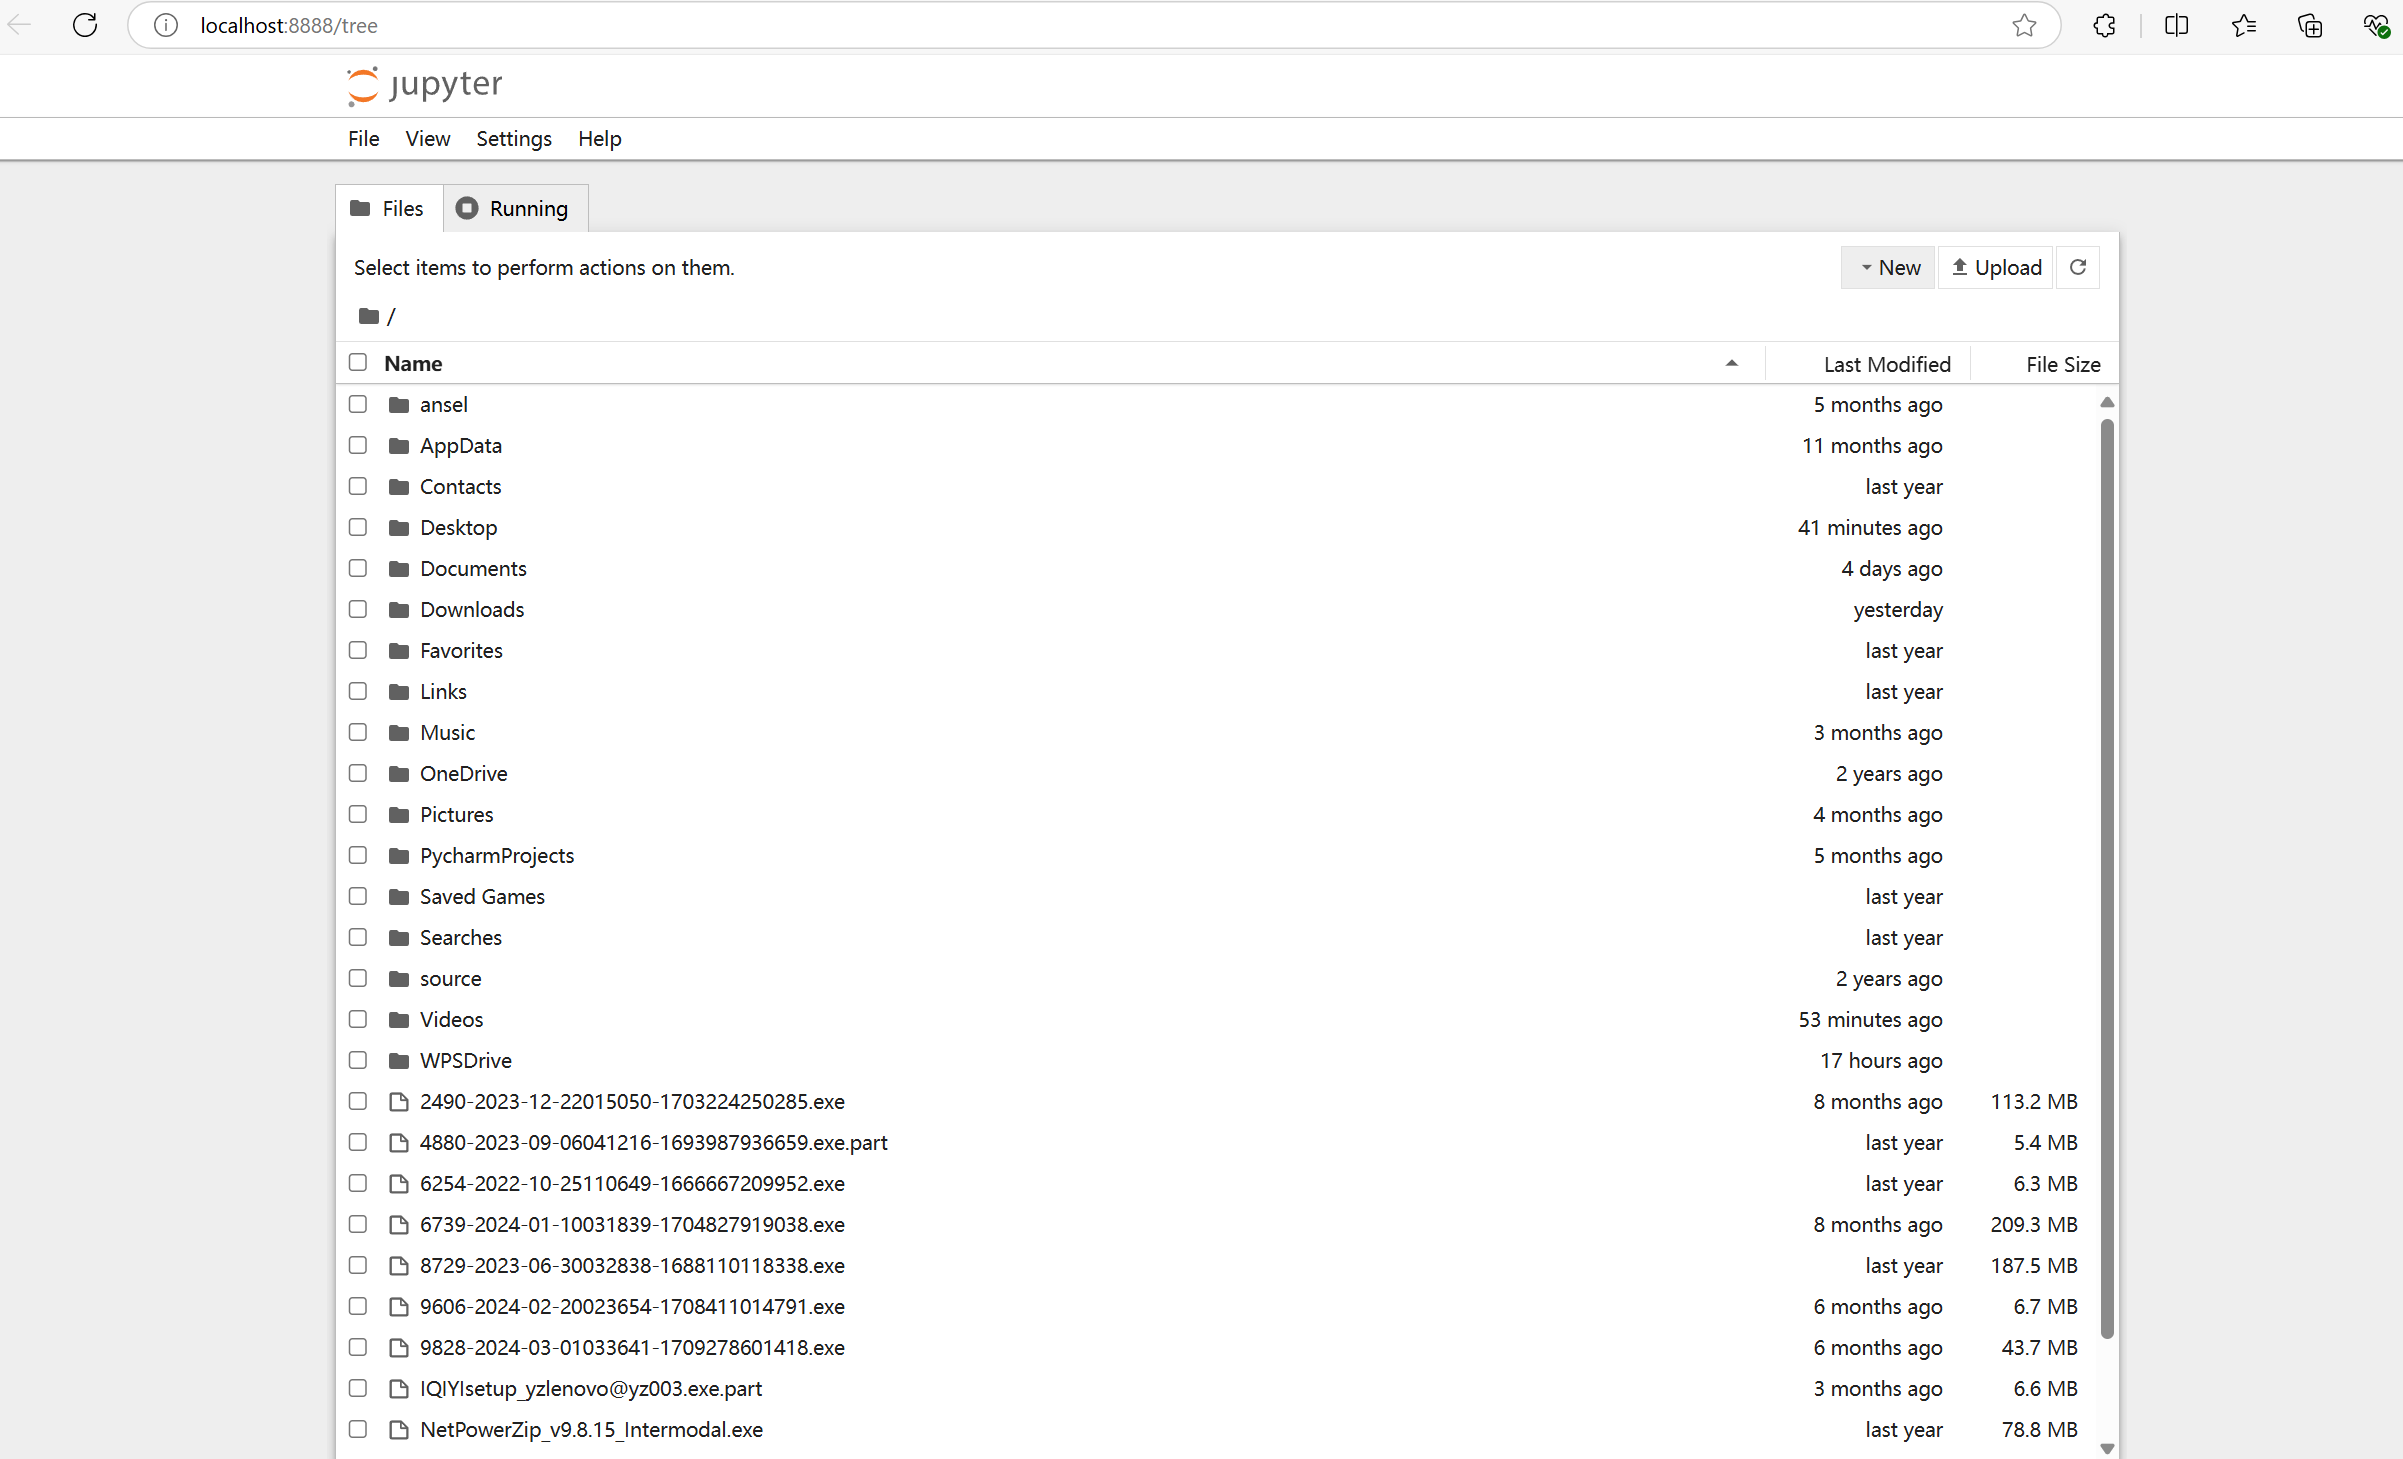 localhost:8888/tree
jupyter
File View Settings Help
Files Running
Select items to perform actions on them. New Upload
/
Name Last Modified File Size
ansel 5 months ago
AppData 11 months ago
Contacts last year
Desktop 41 minutes ago
Documents 4 days ago
Downloads yesterday
Favorites last year
Links last year
Music 3 months ago
OneDrive 2 years ago
Pictures 4 months ago
PycharmProjects 5 months ago
Saved Games last year
Searches last year
source 2 years ago
Videos 53 minutes ago
WPSDrive 17 hours ago
2490-2023-12-22015050-1703224250285.exe 8 months ago 113.2 MB
4880-2023-09-06041216-1693987936659.exe.part last year 5.4 MB
6254-2022-10-25110649-1666667209952.exe last year 6.3 MB
6739-2024-01-10031839-1704827919038.exe 8 months ago 209.3 MB
8729-2023-06-30032838-1688110118338.exe last year 187.5 MB
9606-2024-02-20023654-1708411014791.exe 6 months ago 6.7 MB
9828-2024-03-01033641-1709278601418.exe 6 months ago 43.7 MB
IQIYIsetup_yzlenovo@yz003.exe.part 3 months ago 6.6 MB
NetPowerZip_v9.8.15_Intermodal.exe last year 78.8 MB